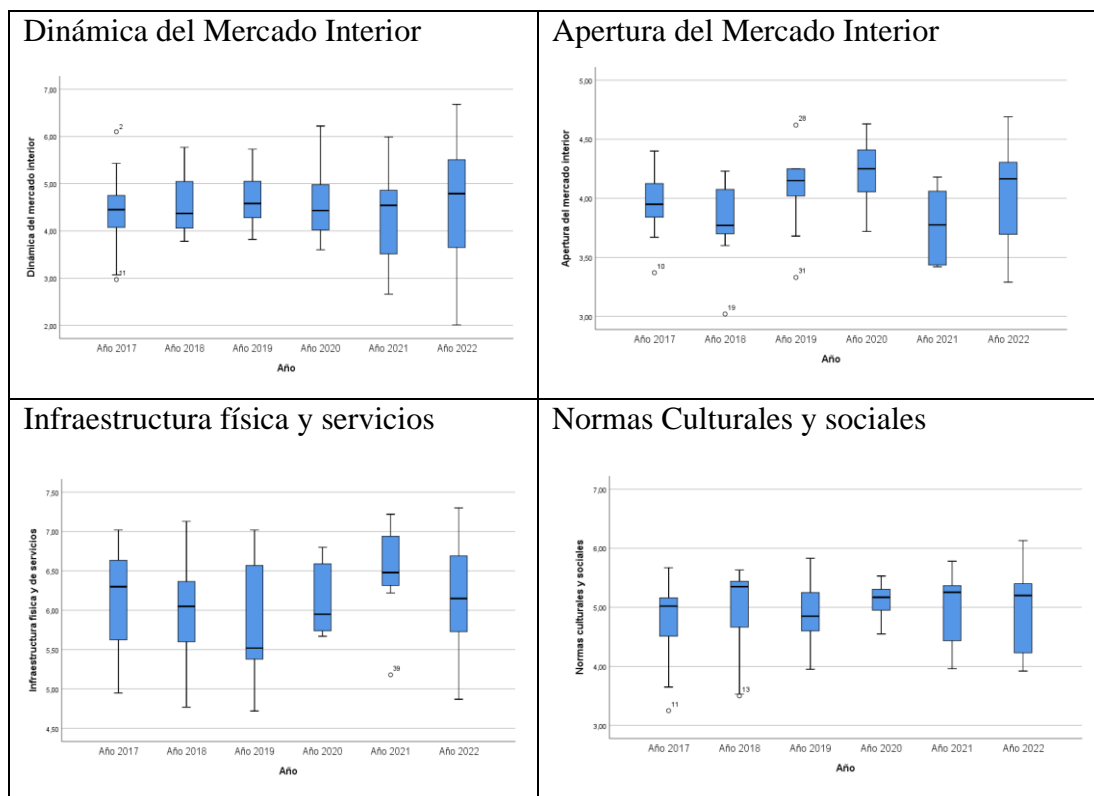 Dinámica del Mercado Interior
Dinámica del mercado interior
7,00
6,00
5,00
4,00
3,00
2,00
2
11
Año 2017 Año 2018 Año 2019 Año 2020 Año 2021 Año 2022
Año
Apertura del Mercado Interior
Apertura del mercado interior
5,00
4,50
4,00
3,50
3,00
10
19
28
31
Año 2017 Año 2018 Año 2019 Año 2020 Año 2021 Año 2022
Año
Infraestructura física y servicios
Infraestructura física y de servicios
7,50
7,00
6,50
6,00
5,50
5,00
4,50
39
Año 2017 Año 2018 Año 2019 Año 2020 Año 2021 Año 2022
Año
Normas Culturales y sociales
Normas culturales y sociales
7,00
6,00
5,00
4,00
3,00
11
13
Año 2017 Año 2018 Año 2019 Año 2020 Año 2021 Año 2022
Año